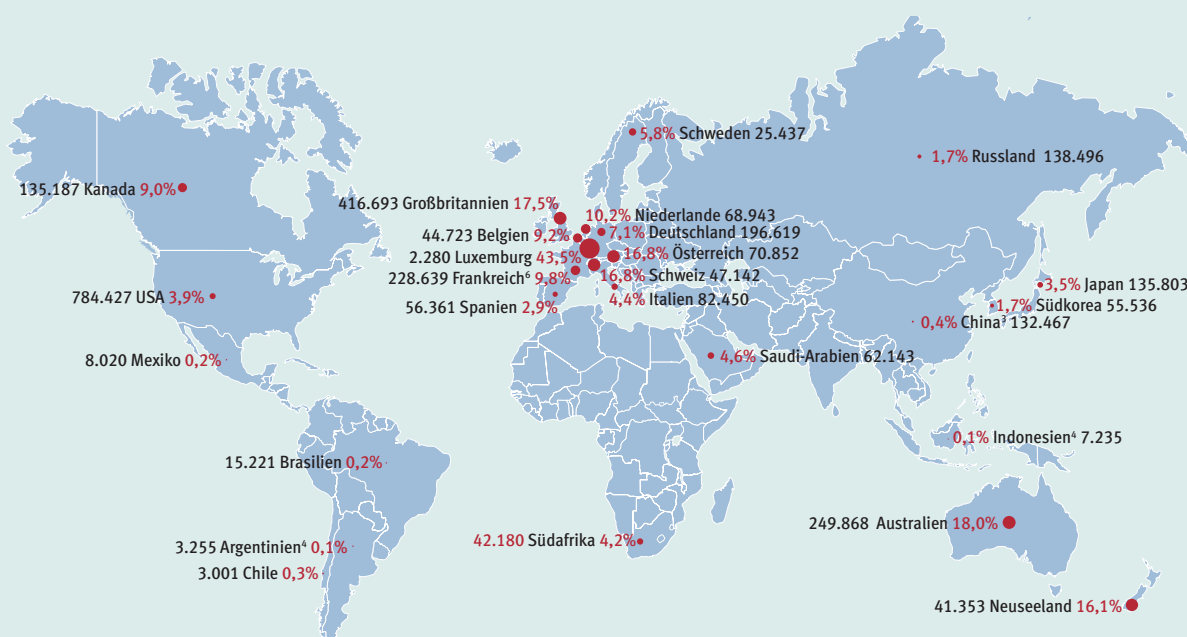 5,8% Schweden 25.437
1,7% Russland 138.496
135.187 Kanada 9,0%
416.693 Großbritannien 17,5%
10,2% Niederlande 68.943
44.723 Belgien 9,2%
7,1% Deutschland 196.619
2.280 Luxemburg 43,5%
16,8% Österreich 70.852
228.639 Frankreich⁶ 9,8%
16,8% Schweiz 47.142
56.361 Spanien 2,9%
4,4% Italien 82.450
784.427 USA 3,9%
3,5% Japan 135.803
1,7% Südkorea 55.536
0,4% China³ 132.467
8.020 Mexiko 0,2%
4,6% Saudi-Arabien 62.143
0,1% Indonesien⁴ 7.235
15.221 Brasilien 0,2%
249.868 Australien 18,0%
42.180 Südafrika 4,2%
3.255 Argentinien⁴ 0,1%
3.001 Chile 0,3%
41.353 Neuseeland 16,1%